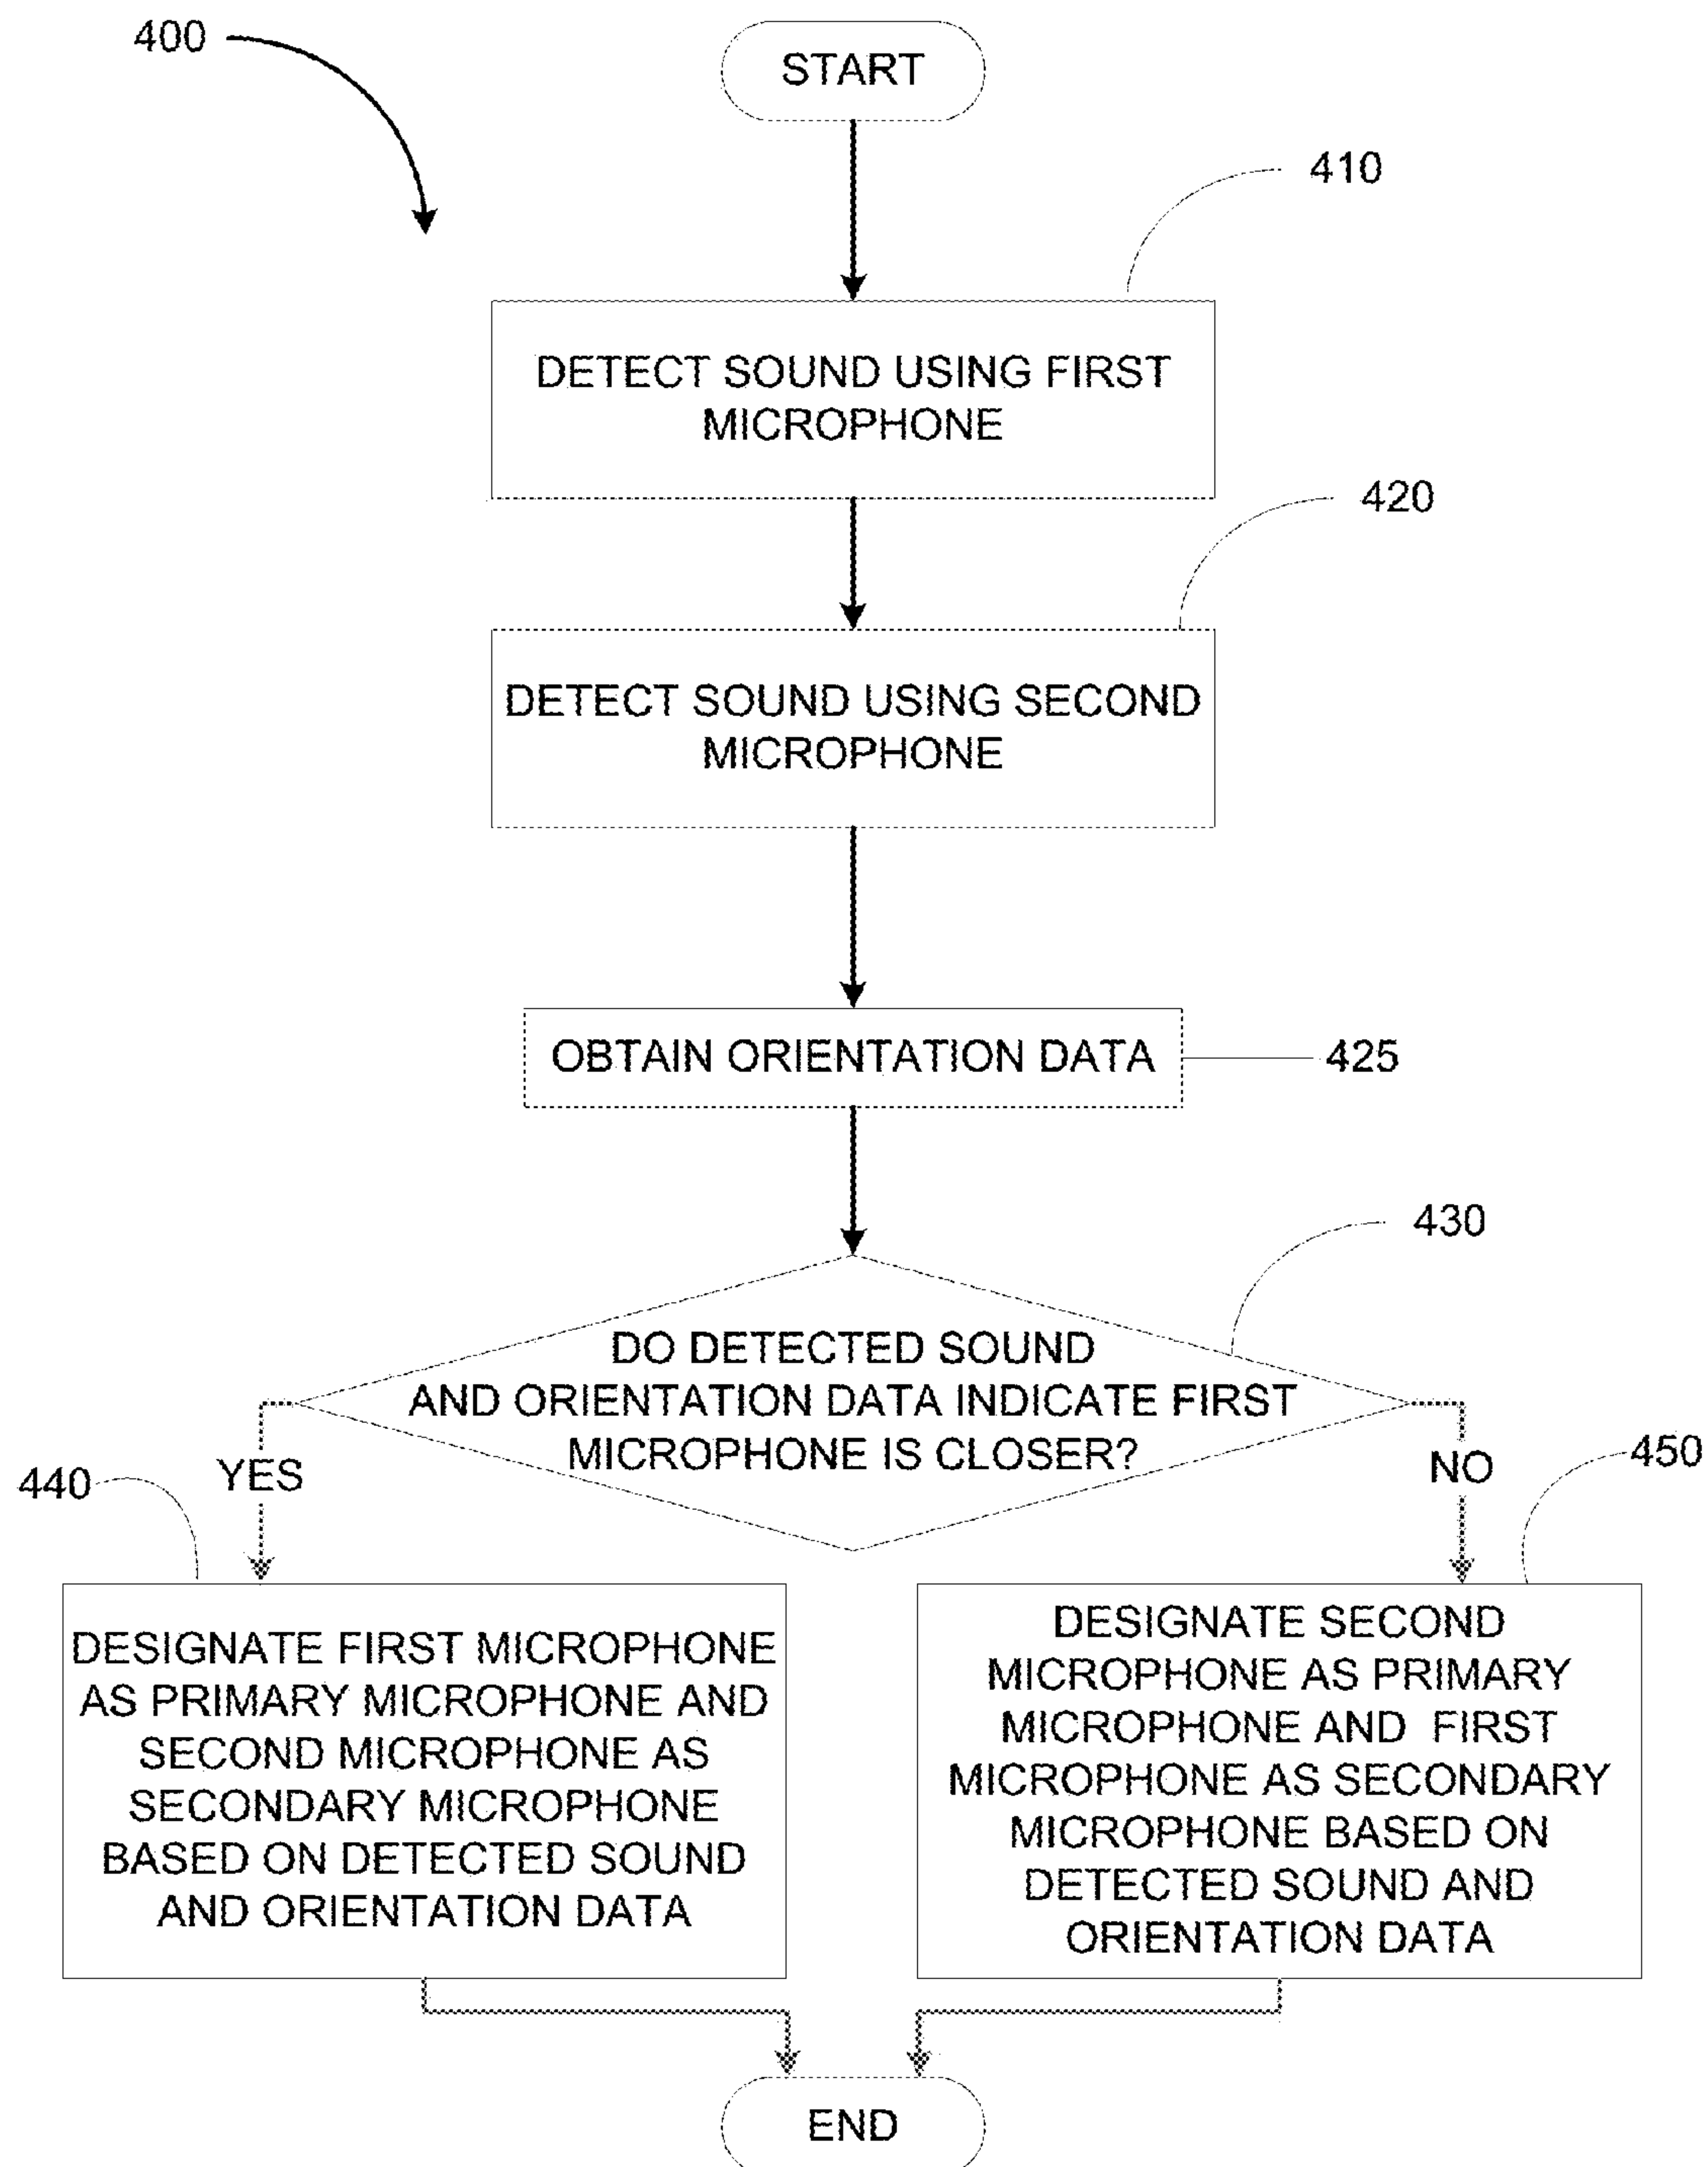 400
START
410
DETECT SOUND USING FIRST
MICROPHONE
420
DETECT SOUND USING SECOND
MICROPHONE
OBTAIN ORIENTATION DATA
425
430
DO DETECTED SOUND
AND ORIENTATION DATA INDICATE FIRST
MICROPHONE IS CLOSER?
440
YES
NO
450
DESIGNATE FIRST MICROPHONE
AS PRIMARY MICROPHONE AND
SECOND MICROPHONE AS
SECONDARY MICROPHONE
BASED ON DETECTED SOUND
AND ORIENTATION DATA
DESIGNATE SECOND
MICROPHONE AS PRIMARY
MICROPHONE AND FIRST
MICROPHONE AS SECONDARY
MICROPHONE BASED ON
DETECTED SOUND AND
ORIENTATION DATA
END